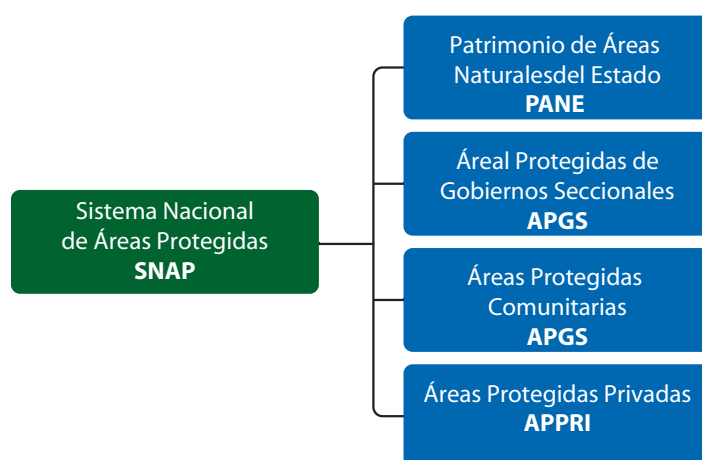 Sistema Nacional
de Áreas Protegidas
SNAP
Patrimonio de Áreas
Naturalesdel Estado
PANE
Áreal Protegidas de
Gobiernos Seccionales
APGS
Áreas Protegidas
Comunitarias
APGS
Áreas Protegidas Privadas
APPRI